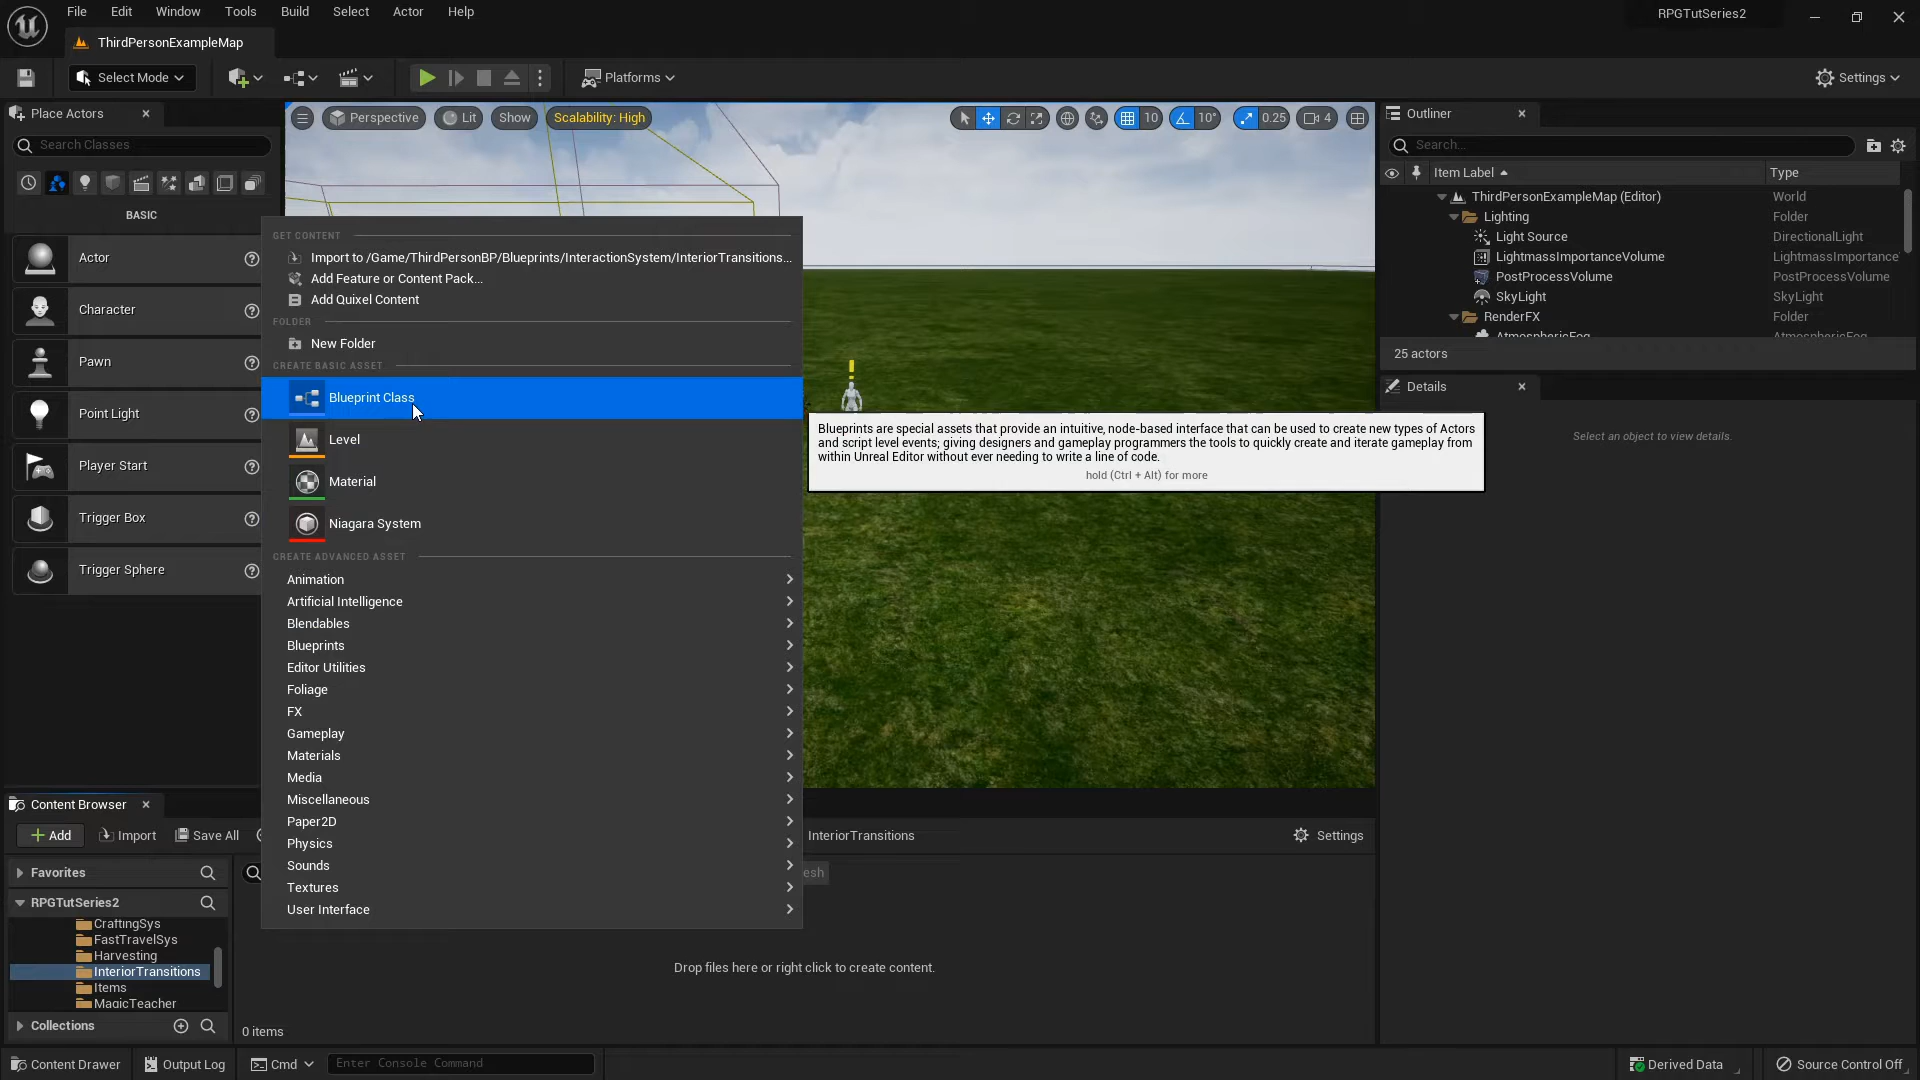 File Edit Window Tools Build Select Actor Help
RPGTutSeries2
ThirdPersonExampleMap
Select Mode
Platforms
Settings
Place Actors
Search Classes
BASIC
Actor
Character
Pawn
Point Light
Player Start
Trigger Box
Trigger Sphere
Perspective Lit Show Scalability: High
10 10° 0.25 4
GET CONTENT
Import to /Game/ThirdPersonBP/Blueprints/InteractionSystem/InteriorTransitions...
Add Feature or Content Pack...
Add Quixel Content
FOLDER
New Folder
CREATE BASIC ASSET
Blueprint Class
Level
Material
Niagara System
CREATE ADVANCED ASSET
Animation
Artificial Intelligence
Blendables
Blueprints
Editor Utilities
Foliage
FX
Gameplay
Materials
Media
Miscellaneous
Paper2D
Physics
Sounds
Textures
User Interface
Blueprints are special assets that provide an intuitive, node-based interface that can be used to create new types of Actors
and script level events; giving designers and gameplay programmers the tools to quickly create and iterate gameplay from
within Unreal Editor without ever needing to write a line of code.
hold (Ctrl + Alt) for more
Outliner
Search...
Item Label Type
ThirdPersonExampleMap (Editor) World
Lighting Folder
Light Source DirectionalLight
LightmassImportanceVolume LightmassImportance
PostProcessVolume PostProcessVolume
SkyLight SkyLight
RenderFX Folder
AtmosphericFog AtmosphericFog
25 actors
Details
Select an object to view details.
Content Browser
Add Import Save All
InteriorTransitions
Settings
Favorites
RPGTutSeries2
CraftingSys
FastTravelSys
Harvesting
InteriorTransitions
Items
MagicTeacher
Collections
Drop files here or right click to create content.
0 items
Content Drawer Output Log Cmd Enter Console Command
Derived Data Source Control Off